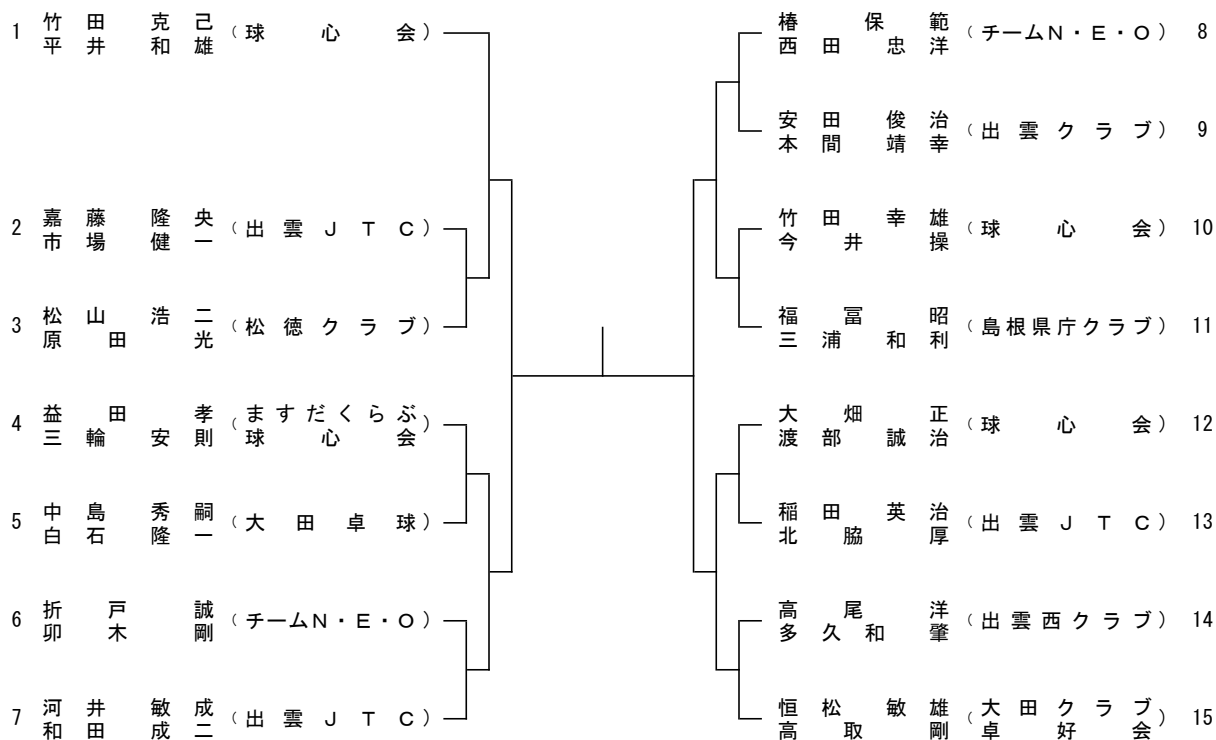 1 竹田 克己 (球心会)
平井 和雄
2 嘉藤 隆央 (出雲JTC)
市場 健一
3 松山 浩二 (松徳クラブ)
原田 光
4 益田 孝 (ますだくらぶ
三輪 安則 球心会)
5 中島 秀嗣 (大田卓球)
白石 隆一
6 折戸 誠 (チームN・E・O)
卯木 剛
7 河井 敏成 (出雲JTC)
和田 成二
椿 保範 (チームN・E・O) 8
西田 忠洋
安田 俊治 (出雲クラブ) 9
本間 靖幸
竹田 幸雄 (球心会) 10
今井 操
福冨 昭 (島根県庁クラブ) 11
三浦 和利
大畑 正 (球心会) 12
渡部 誠治
稲田 英治 (出雲JTC) 13
北脇 厚
高尾 洋 (出雲西クラブ) 14
多久和 肇
恒松 敏雄 (大田クラブ 15
高取 剛 卓好会)